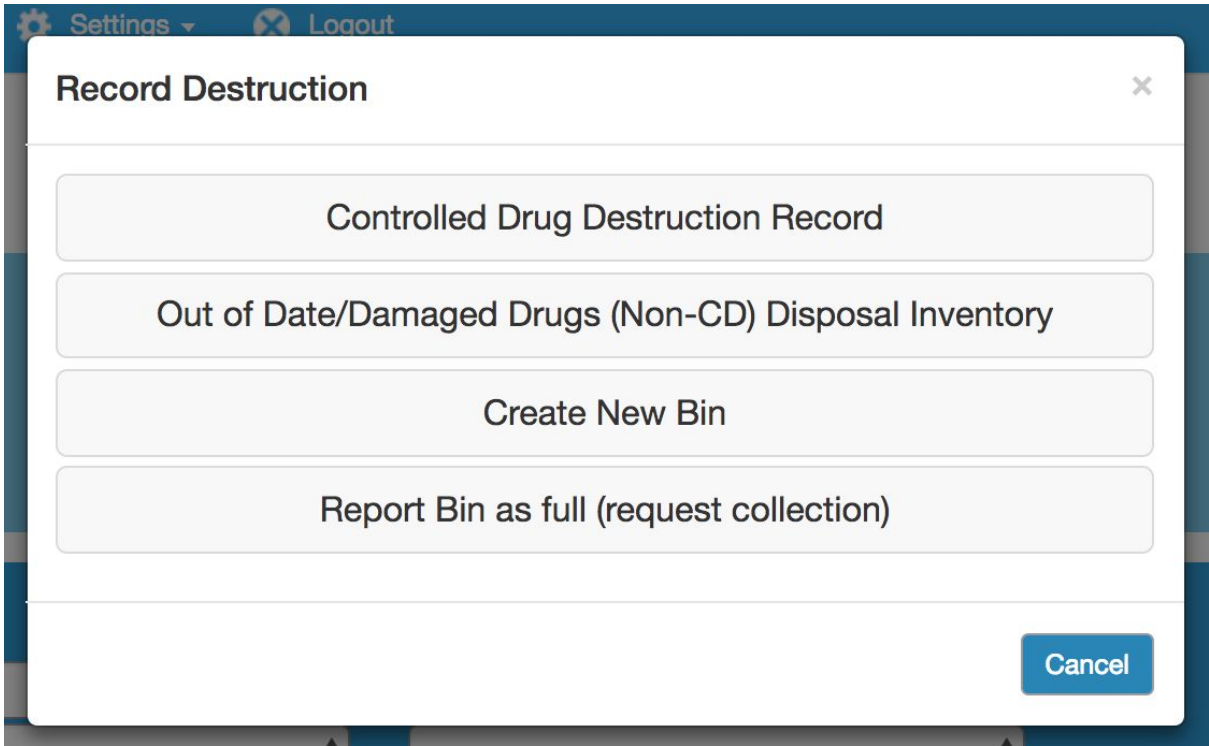 Settings Logout
Record Destruction ×
Controlled Drug Destruction Record
Out of Date/Damaged Drugs (Non-CD) Disposal Inventory
Create New Bin
Report Bin as full (request collection)
Cancel